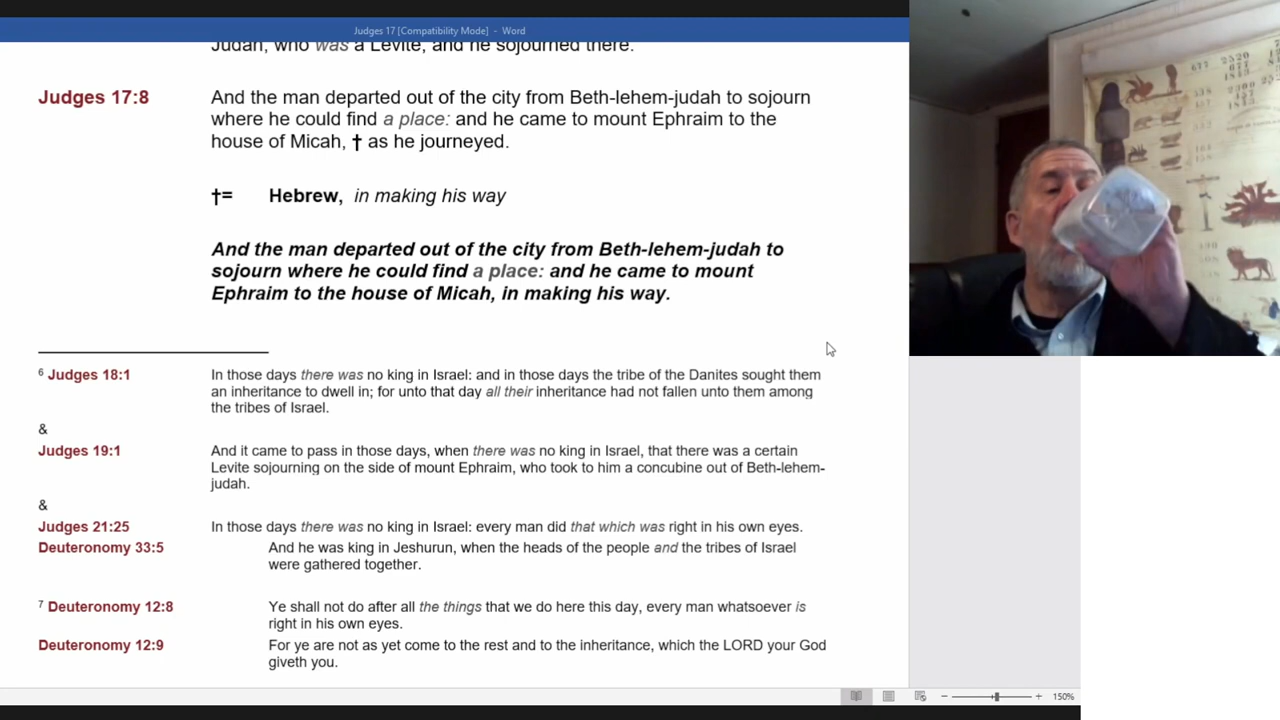 Judges 17 [Compatibility Mode] - Word
Judah, who was a Levite, and he sojourned there.
Judges 17:8 And the man departed out of the city from Beth-lehem-judah to sojourn
where he could find a place: and he came to mount Ephraim to the
house of Micah, † as he journeyed.
†= Hebrew, in making his way
And the man departed out of the city from Beth-lehem-judah to
sojourn where he could find a place: and he came to mount
Ephraim to the house of Micah, in making his way.
6 Judges 18:1 In those days there was no king in Israel: and in those days the tribe of the Danites sought them
an inheritance to dwell in; for unto that day all their inheritance had not fallen unto them among
the tribes of Israel.
&
Judges 19:1 And it came to pass in those days, when there was no king in Israel, that there was a certain
Levite sojourning on the side of mount Ephraim, who took to him a concubine out of Beth-lehem-
judah.
&
Judges 21:25 In those days there was no king in Israel: every man did that which was right in his own eyes.
Deuteronomy 33:5 And he was king in Jeshurun, when the heads of the people and the tribes of Israel
were gathered together.
7 Deuteronomy 12:8 Ye shall not do after all the things that we do here this day, every man whatsoever is
right in his own eyes.
Deuteronomy 12:9 For ye are not as yet come to the rest and to the inheritance, which the LORD your God
giveth you.
150%
677 2520
677
1843
538